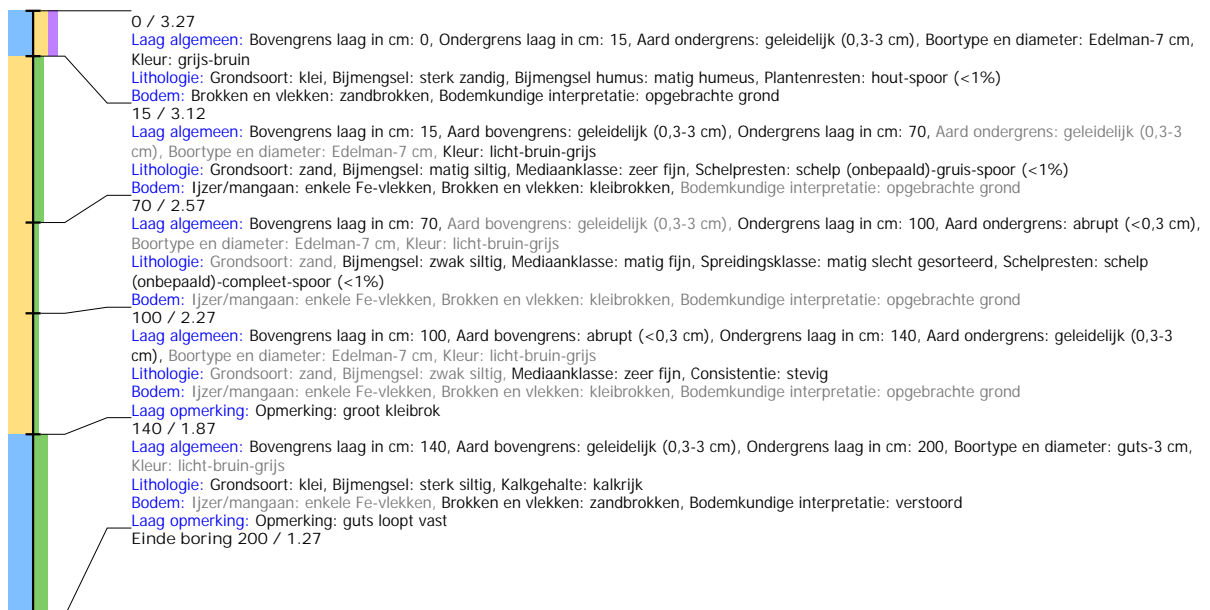 0 / 3.27
Laag algemeen: Bovengrens laag in cm: 0, Ondergrens laag in cm: 15, Aard ondergrens: geleidelijk (0,3-3 cm), Boortype en diameter: Edelman-7 cm,
Kleur: grijs-bruin
Lithologie: Grondsoort: klei, Bijmengsel: sterk zandig, Bijmengsel humus: matig humeus, Plantenresten: hout-spoor (<1%)
Bodem: Brokken en vlekken: zandbrokken, Bodemkundige interpretatie: opgebrachte grond
15 / 3.12
Laag algemeen: Bovengrens laag in cm: 15, Aard bovengrens: geleidelijk (0,3-3 cm), Ondergrens laag in cm: 70, Aard ondergrens: geleidelijk (0,3-3
cm), Boortype en diameter: Edelman-7 cm, Kleur: licht-bruin-grijs
Lithologie: Grondsoort: zand, Bijmengsel: matig siltig, Mediaanklasse: zeer fijn, Schelpresten: schelp (onbepaald)-gruis-spoor (<1%)
Bodem: Ijzer/mangaan: enkele Fe-vlekken, Brokken en vlekken: kleibrokken, Bodemkundige interpretatie: opgebrachte grond
70 / 2.57
Laag algemeen: Bovengrens laag in cm: 70, Aard bovengrens: geleidelijk (0,3-3 cm), Ondergrens laag in cm: 100, Aard ondergrens: abrupt (<0,3 cm),
Boortype en diameter: Edelman-7 cm, Kleur: licht-bruin-grijs
Lithologie: Grondsoort: zand, Bijmengsel: zwak siltig, Mediaanklasse: matig fijn, Spreidingsklasse: matig slecht gesorteerd, Schelpresten: schelp
(onbepaald)-compleet-spoor (<1%)
Bodem: Ijzer/mangaan: enkele Fe-vlekken, Brokken en vlekken: kleibrokken, Bodemkundige interpretatie: opgebrachte grond
100 / 2.27
Laag algemeen: Bovengrens laag in cm: 100, Aard bovengrens: abrupt (<0,3 cm), Ondergrens laag in cm: 140, Aard ondergrens: geleidelijk (0,3-3
cm), Boortype en diameter: Edelman-7 cm, Kleur: licht-bruin-grijs
Lithologie: Grondsoort: zand, Bijmengsel: zwak siltig, Mediaanklasse: zeer fijn, Consistentie: stevig
Bodem: Ijzer/mangaan: enkele Fe-vlekken, Brokken en vlekken: kleibrokken, Bodemkundige interpretatie: opgebrachte grond
Laag opmerking: Opmerking: groot kleibrok
140 / 1.87
Laag algemeen: Bovengrens laag in cm: 140, Aard bovengrens: geleidelijk (0,3-3 cm), Ondergrens laag in cm: 200, Boortype en diameter: guts-3 cm,
Kleur: licht-bruin-grijs
Lithologie: Grondsoort: klei, Bijmengsel: sterk siltig, Kalkgehalte: kalkrijk
Bodem: Ijzer/mangaan: enkele Fe-vlekken, Brokken en vlekken: zandbrokken, Bodemkundige interpretatie: verstoord
Laag opmerking: Opmerking: guts loopt vast
Einde boring 200 / 1.27